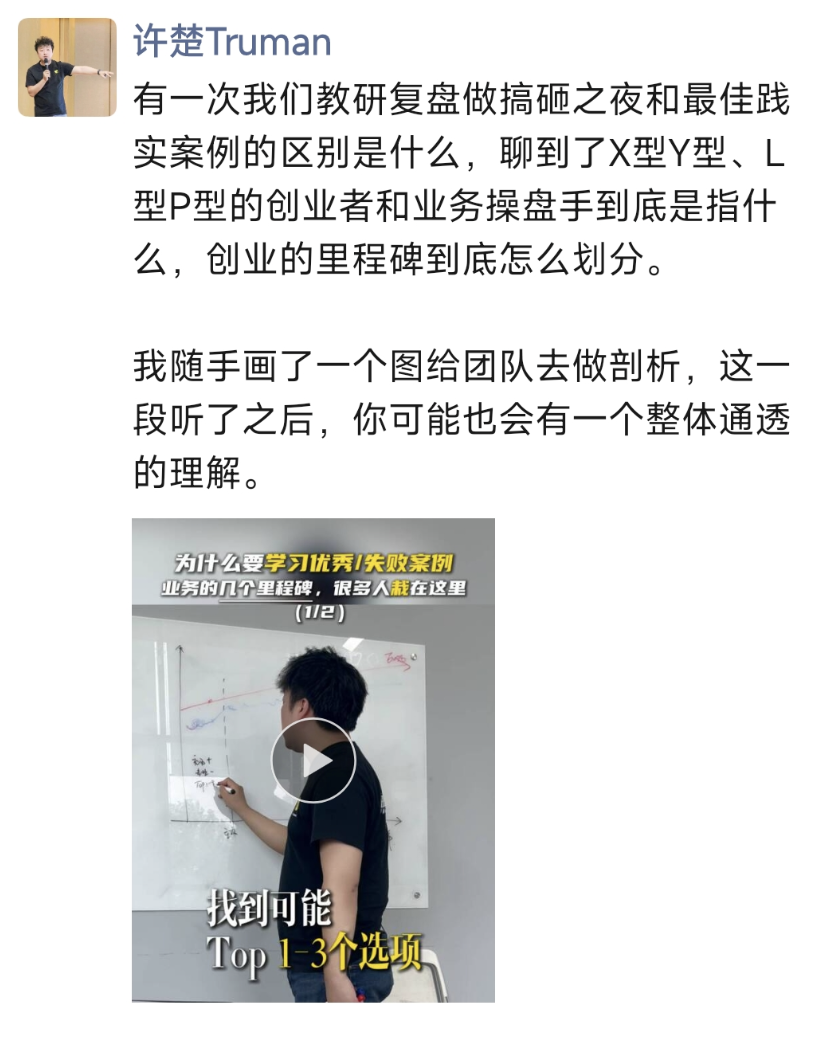 许楚Truman
有一次我们教研复盘做搞砸之夜和最佳践
实案例的区别是什么，聊到了X型Y型、L
型P型的创业者和业务操盘手到底是指什
么，创业的里程碑到底怎么划分。
我随手画了一个图给团队去做剖析，这一
段听了之后，你可能也会有一个整体通透
的理解。
为什么要学习优秀/失败案例
业务的几个里程碑，很多人栽在这里
(1/2)
找到可能
Top 1-3个选项